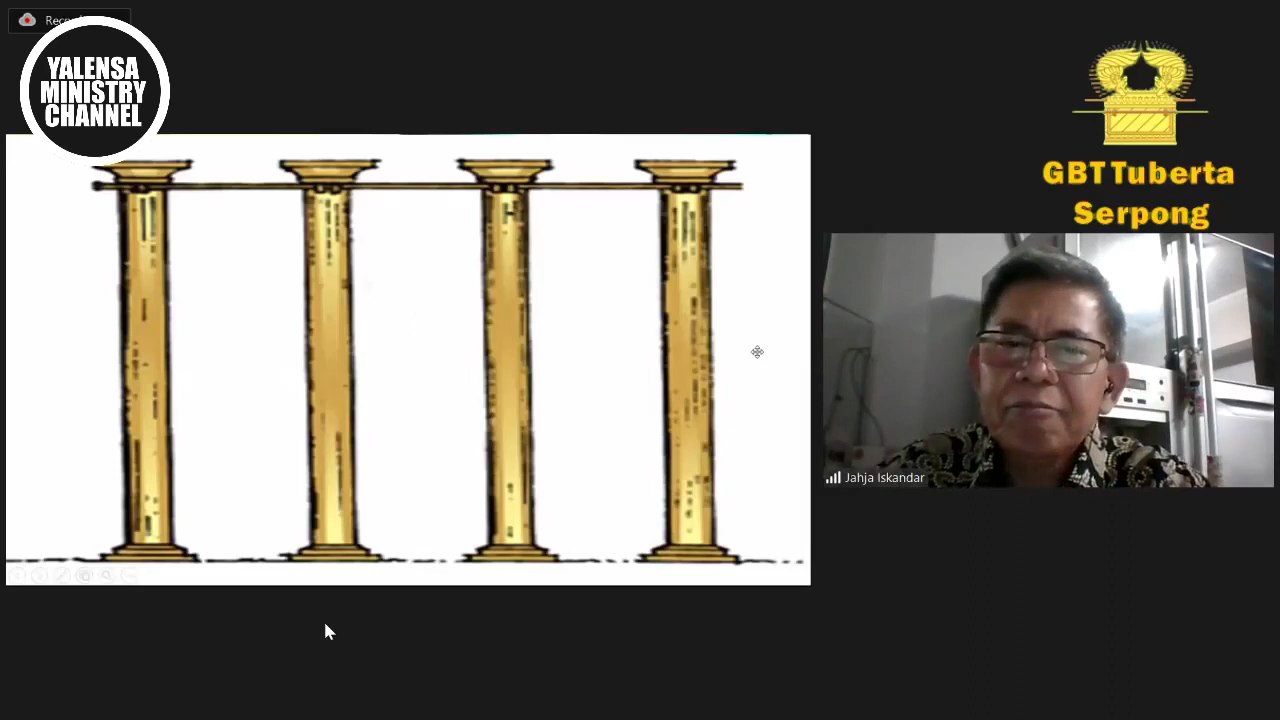 YALENSA
MINISTRY
CHANNEL
GBT Tuberta
Serpong
Jahja Iskandar